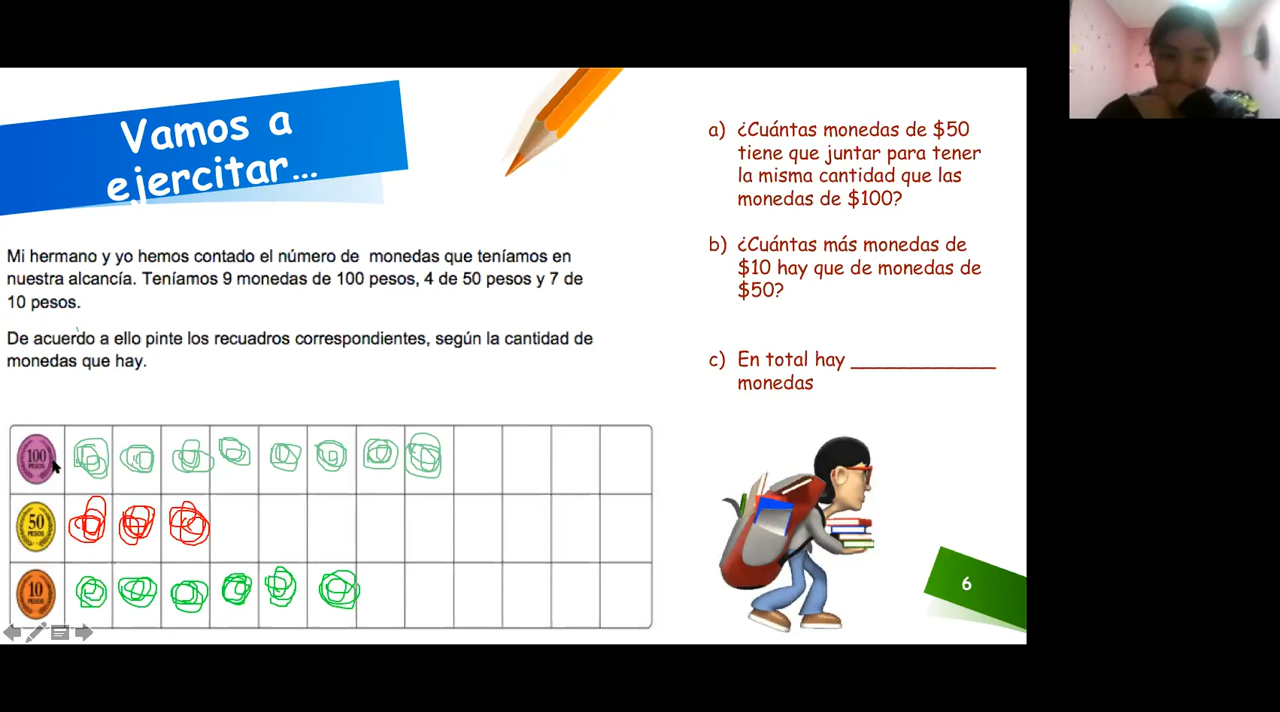 Vamos a
ejercitar...
Mi hermano y yo hemos contado el número de monedas que teníamos en
nuestra alcancía. Teníamos 9 monedas de 100 pesos, 4 de 50 pesos y 7 de
10 pesos.
De acuerdo a ello pinte los recuadros correspondientes, según la cantidad de
monedas que hay.
100
PESOS
50
PESOS
10
PESOS
a) ¿Cuántas monedas de $50
tiene que juntar para tener
la misma cantidad que las
monedas de $100?
b) ¿Cuántas más monedas de
$10 hay que de monedas de
$50?
c) En total hay ____________
monedas
6